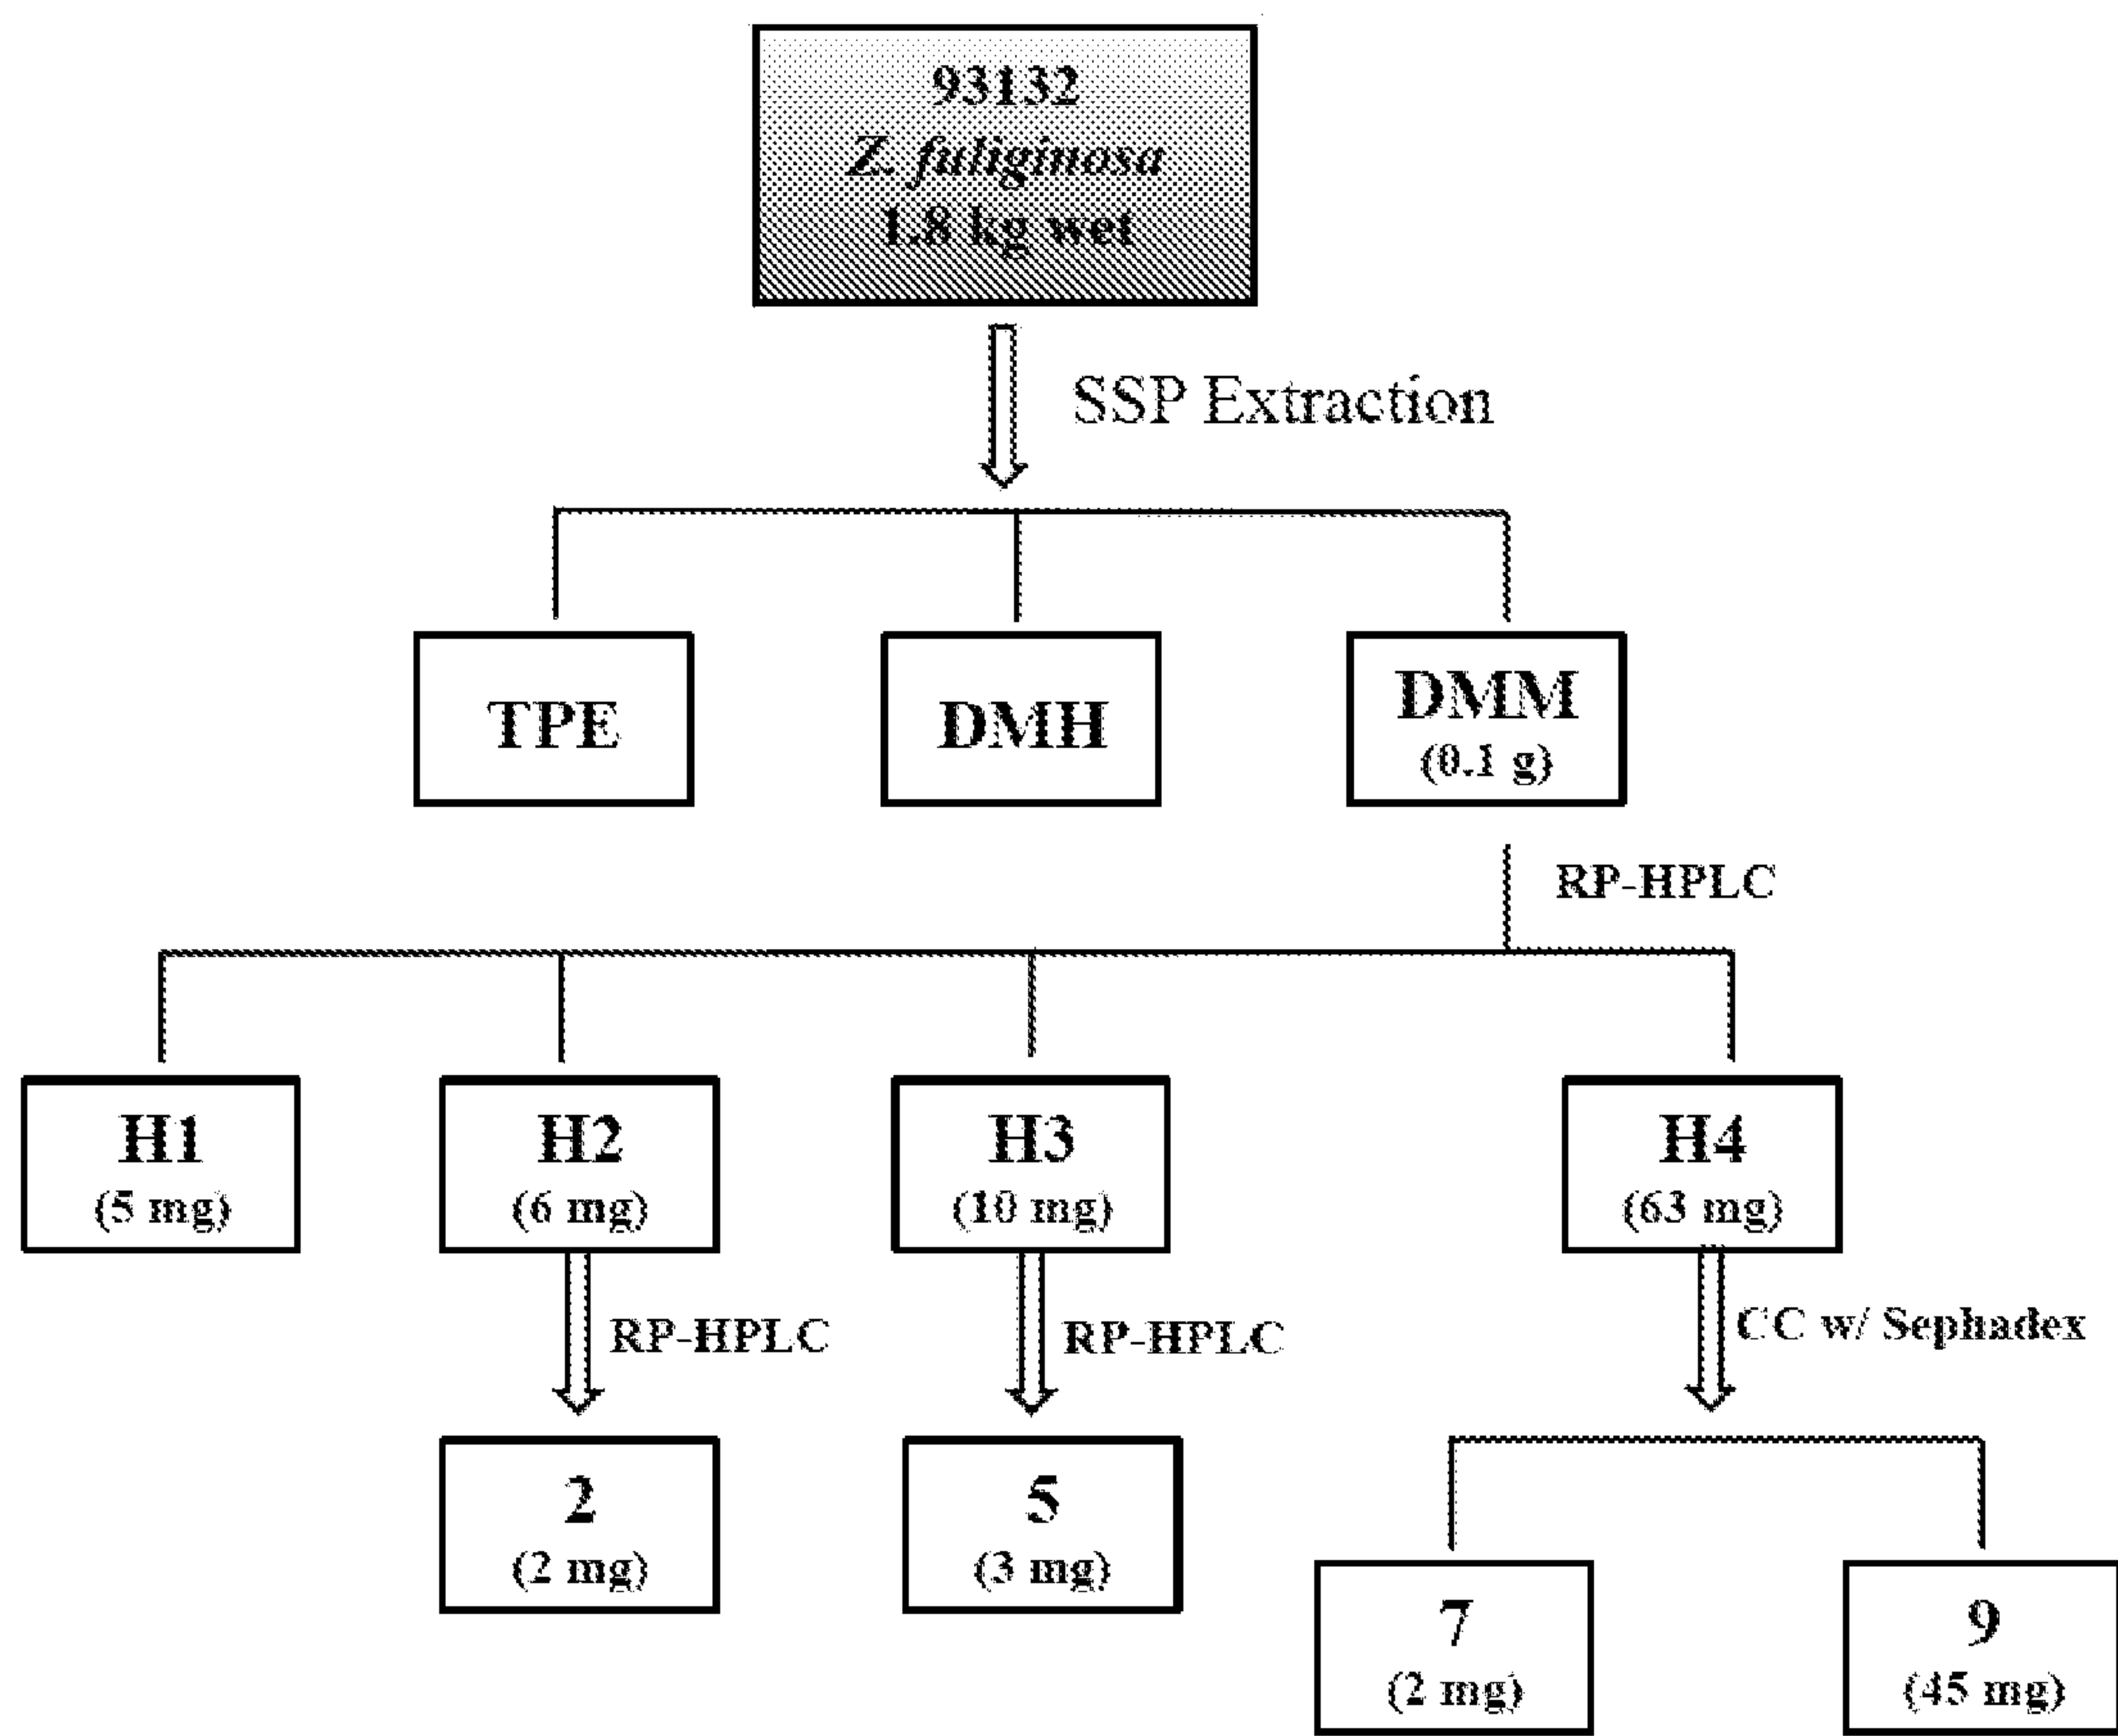 93132
Z. fuliginosa
1.8 kg wet
SSP Extraction
TPE
DMH
DMM
(0.1 g)
RP-HPLC
H1
(5 mg)
H2
(6 mg)
H3
(10 mg)
H4
(63 mg)
RP-HPLC
RP-HPLC
CC w/ Sephadex
2
(2 mg)
5
(3 mg)
7
(2 mg)
9
(45 mg)